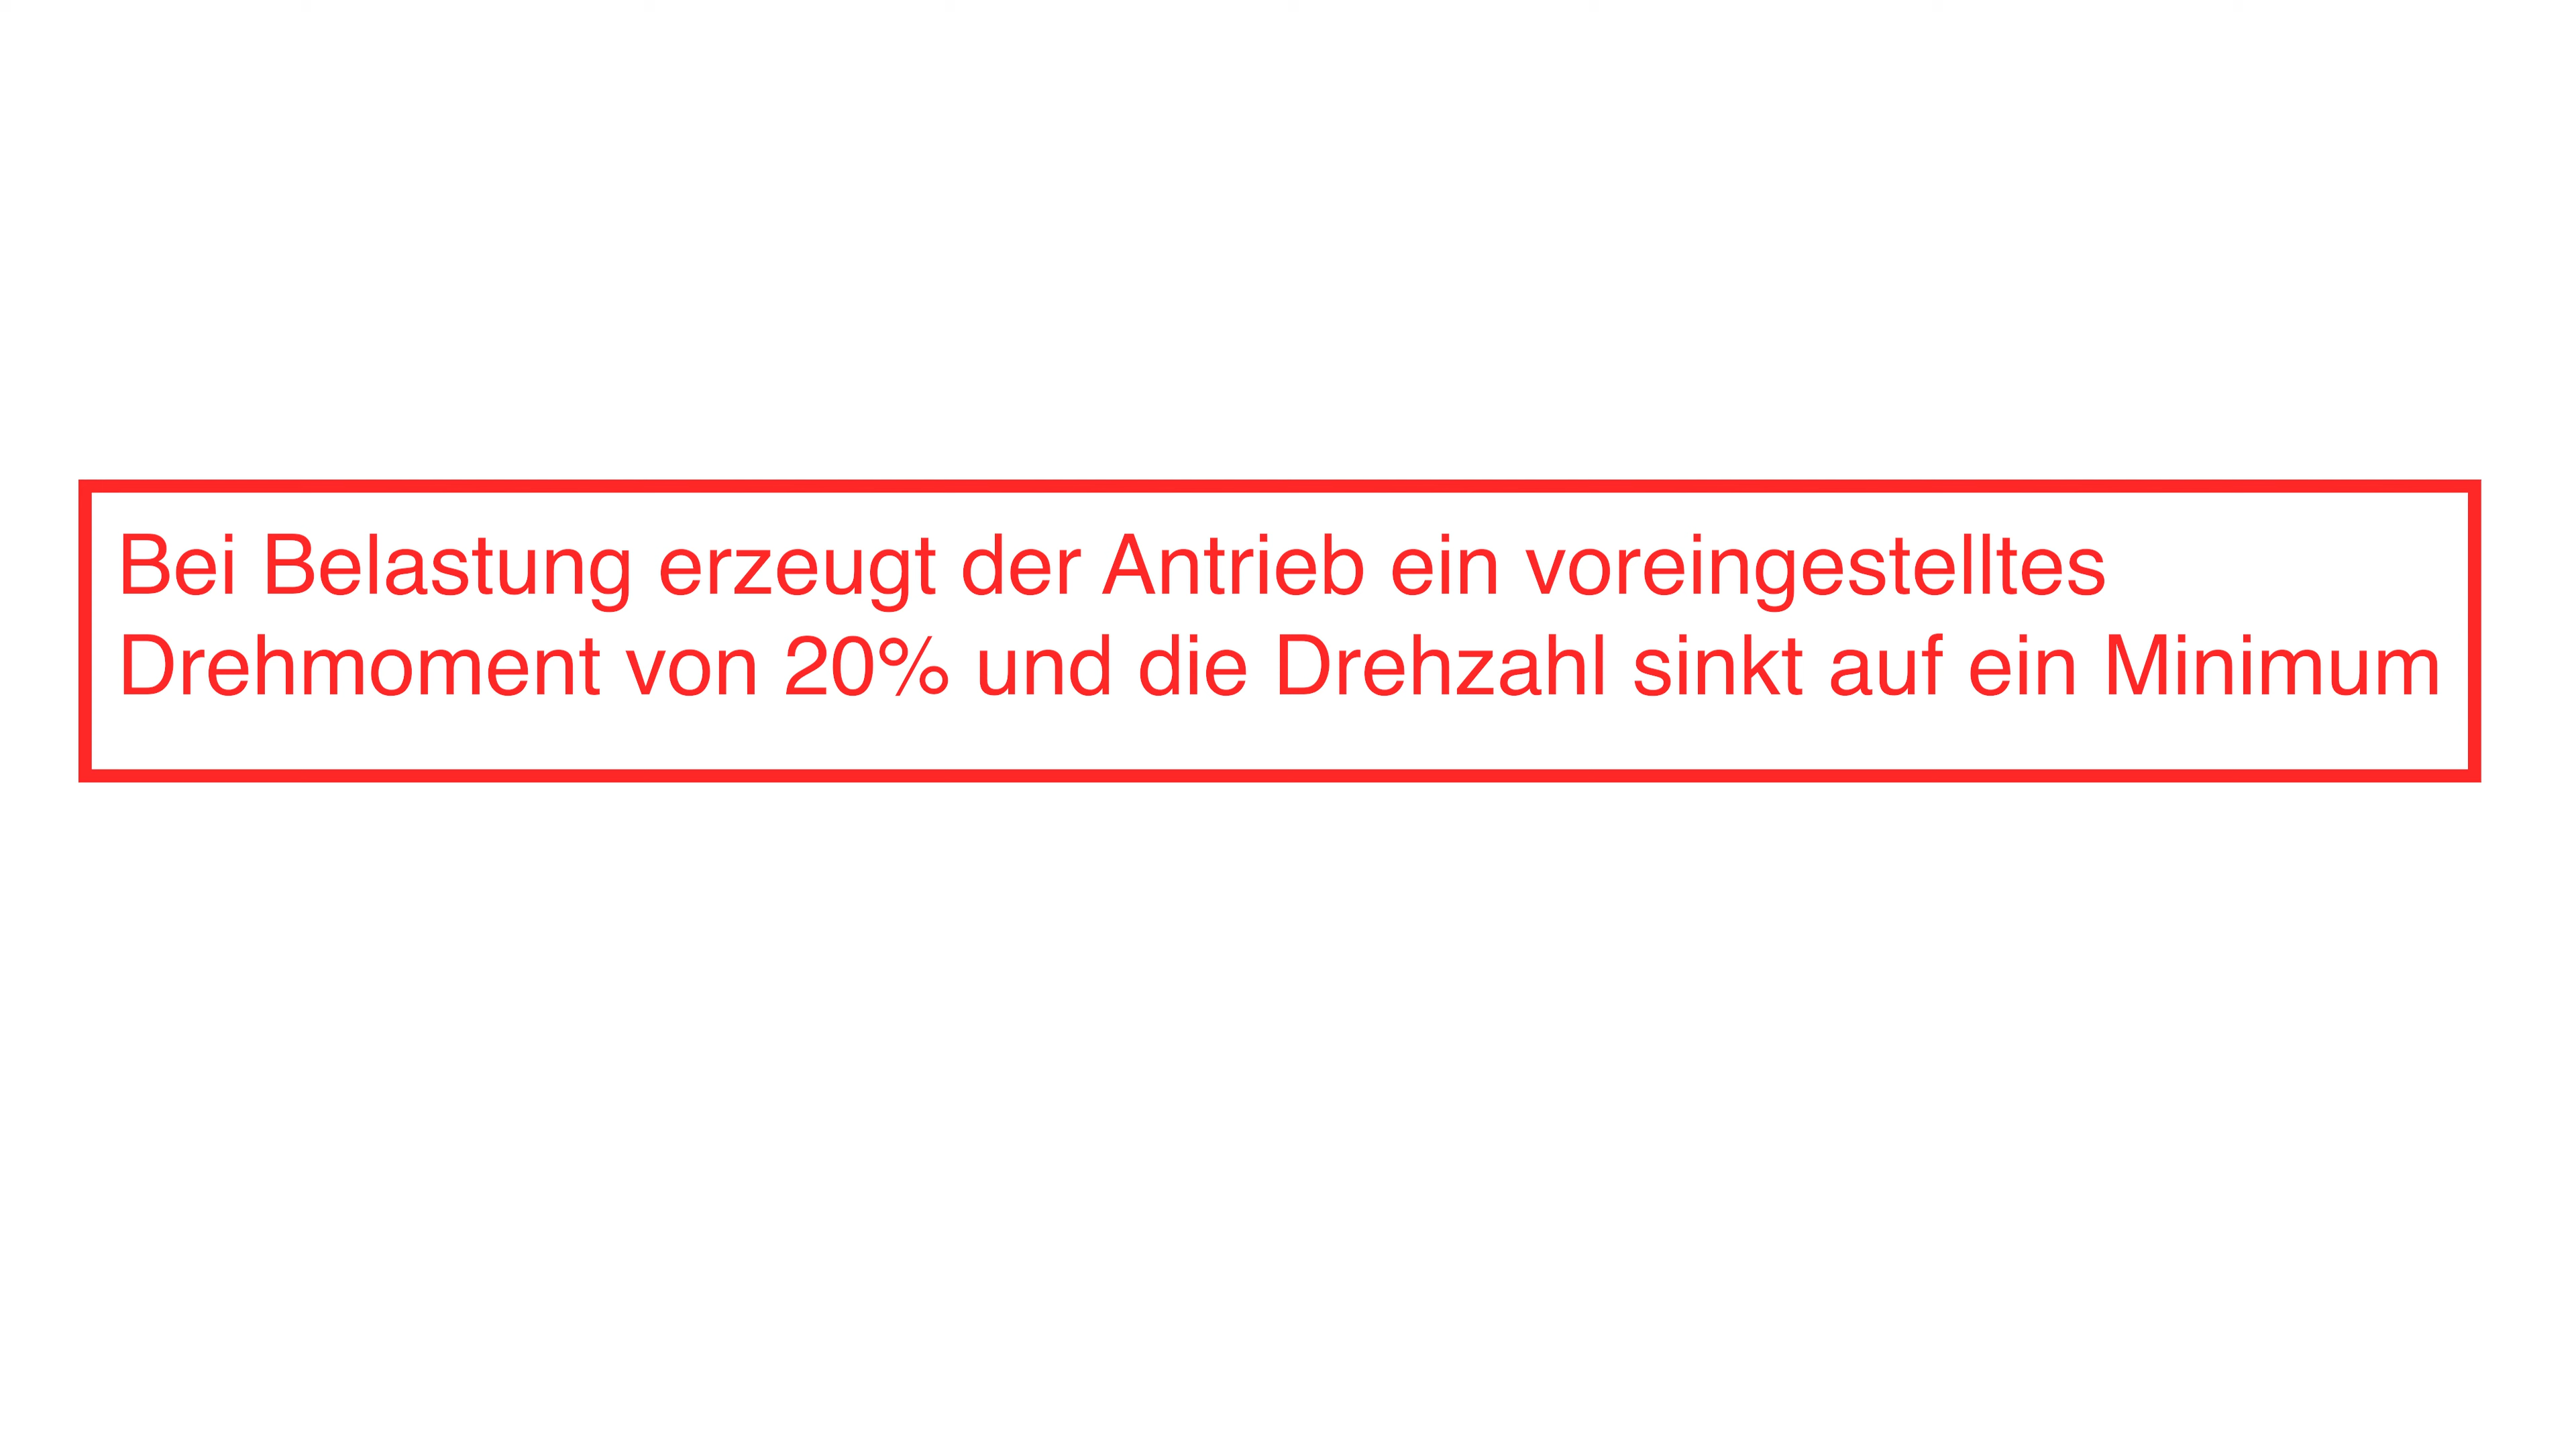 Bei Belastung erzeugt der Antrieb ein voreingestelltes
Drehmoment von 20% und die Drehzahl sinkt auf ein Minimum